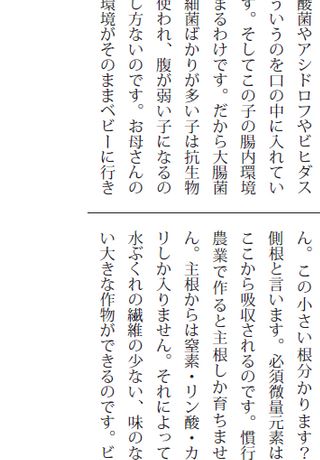 酸菌やアシドロフやビヒダス
ういうのを口の中に入れてい
す。そしてこの子の腸内環境
まるわけです。だから大腸菌
細菌ばかりが多い子は抗生物
使われ、腹が弱い子になるの
し方ないのです。お母さんの
環境がそのままベビーに行き
ん。この小さい根分かります？
側根と言います。必須微量元素は
ここから吸収されるのです。慣行
農業で作ると主根しか育ちませ
ん。主根からは窒素・リン酸・カ
リしか入りません。それによって
水ぶくれの繊維の少ない、味のな
い大きな作物ができるのです。ビ